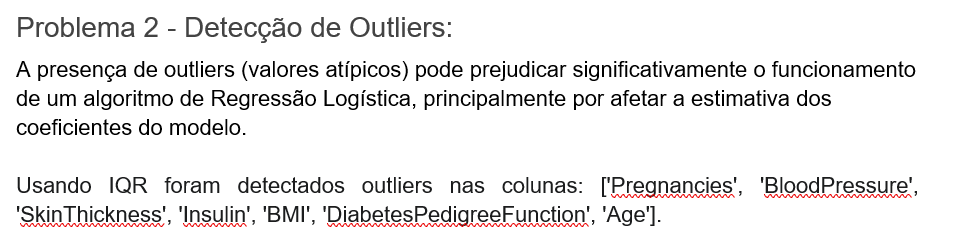 Problema 2 - Detecção de Outliers:
A presença de outliers (valores atípicos) pode prejudicar significativamente o funcionamento
de um algoritmo de Regressão Logística, principalmente por afetar a estimativa dos
coeficientes do modelo.
Usando IQR foram detectados outliers nas colunas: ['Pregnancies', 'BloodPressure',
'SkinThickness', 'Insulin', 'BMI', 'DiabetesPedigreeFunction', 'Age'].